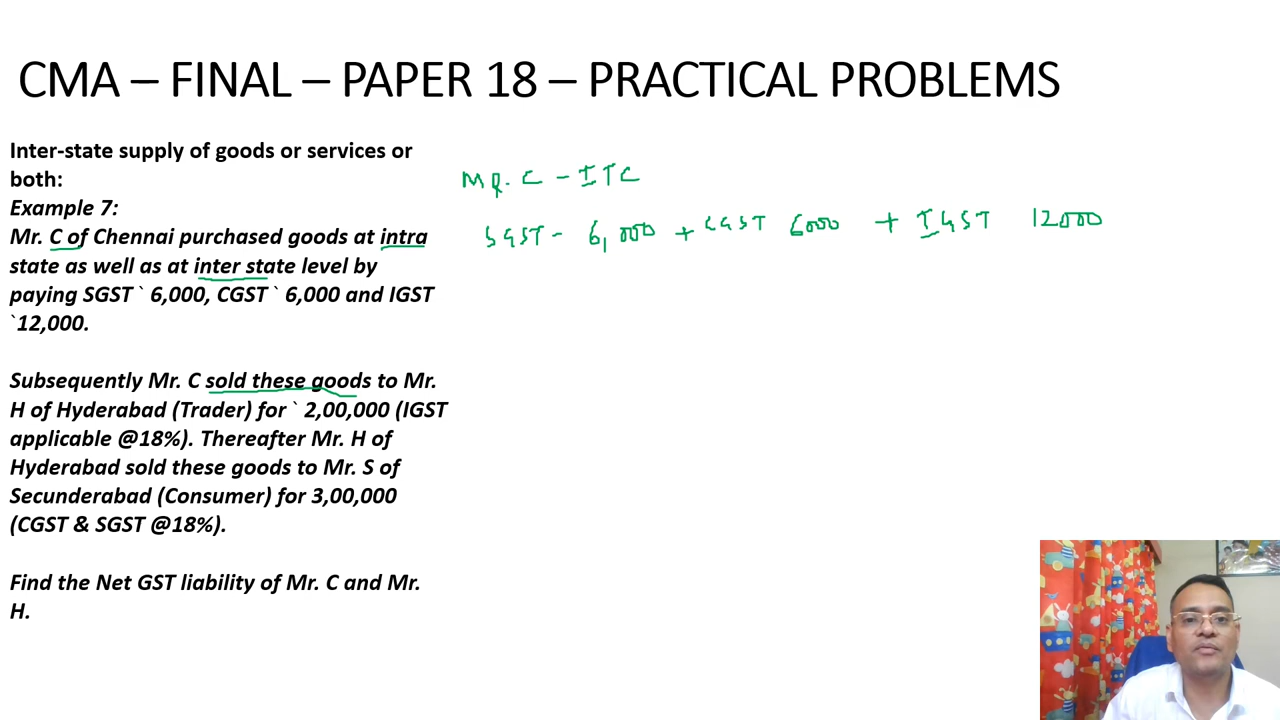 CMA – FINAL – PAPER 18 – PRACTICAL PROBLEMS
Inter-state supply of goods or services or
both:
Example 7:
Mr. C of Chennai purchased goods at intra
state as well as at inter state level by
paying SGST ` 6,000, CGST ` 6,000 and IGST
`12,000.
Subsequently Mr. C sold these goods to Mr.
H of Hyderabad (Trader) for ` 2,00,000 (IGST
applicable @18%). Thereafter Mr. H of
Hyderabad sold these goods to Mr. S of
Secunderabad (Consumer) for 3,00,000
(CGST & SGST @18%).
Find the Net GST liability of Mr. C and Mr.
H.
MR. C – ITC
SGST – 6,000 + CGST 6000 + IGST 12000